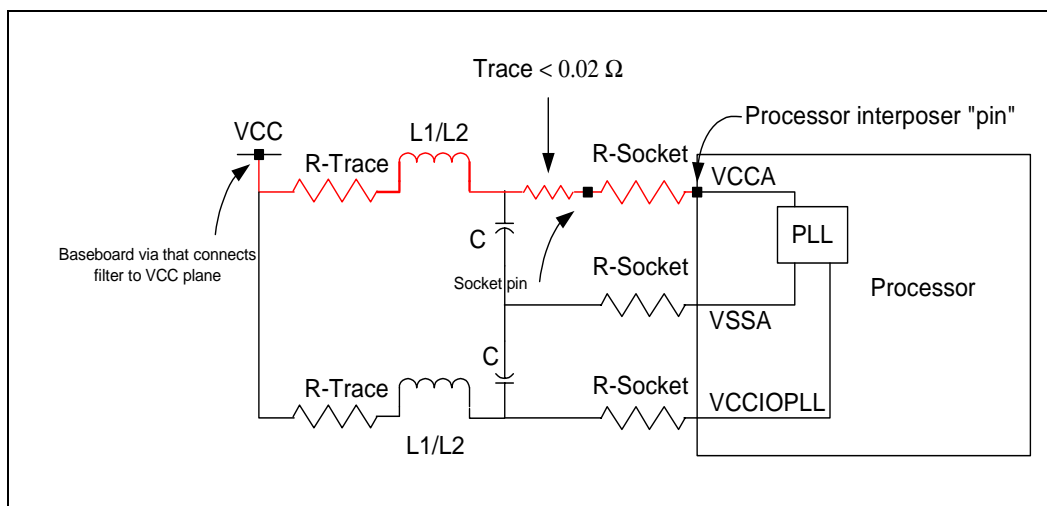 Trace < 0.02 Ω
Processor interposer "pin"
VCC
L1/L2
R-Trace
R-Socket
VCCA
PLL
C
Baseboard via that connects
filter to VCC plane
Socket pin
R-Socket
Processor
VSSA
C
R-Trace
R-Socket
VCCIOPLL
L1/L2